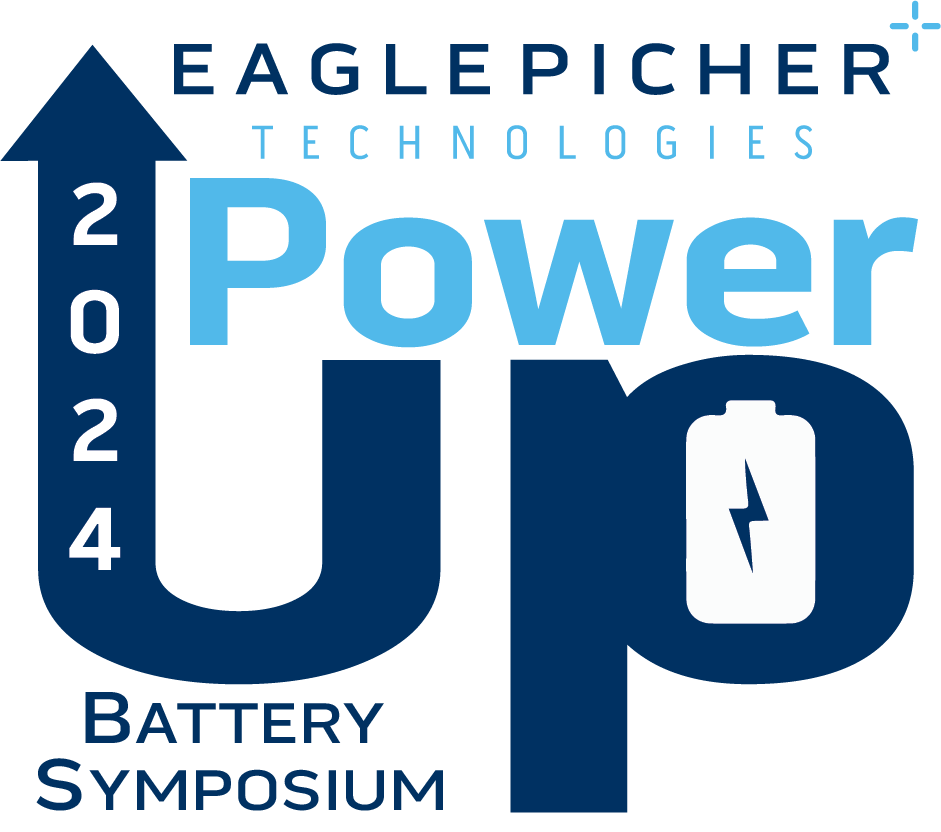 EAGLEPICHER
TECHNOLOGIES
2024
Power
Up
BATTERY
SYMPOSIUM